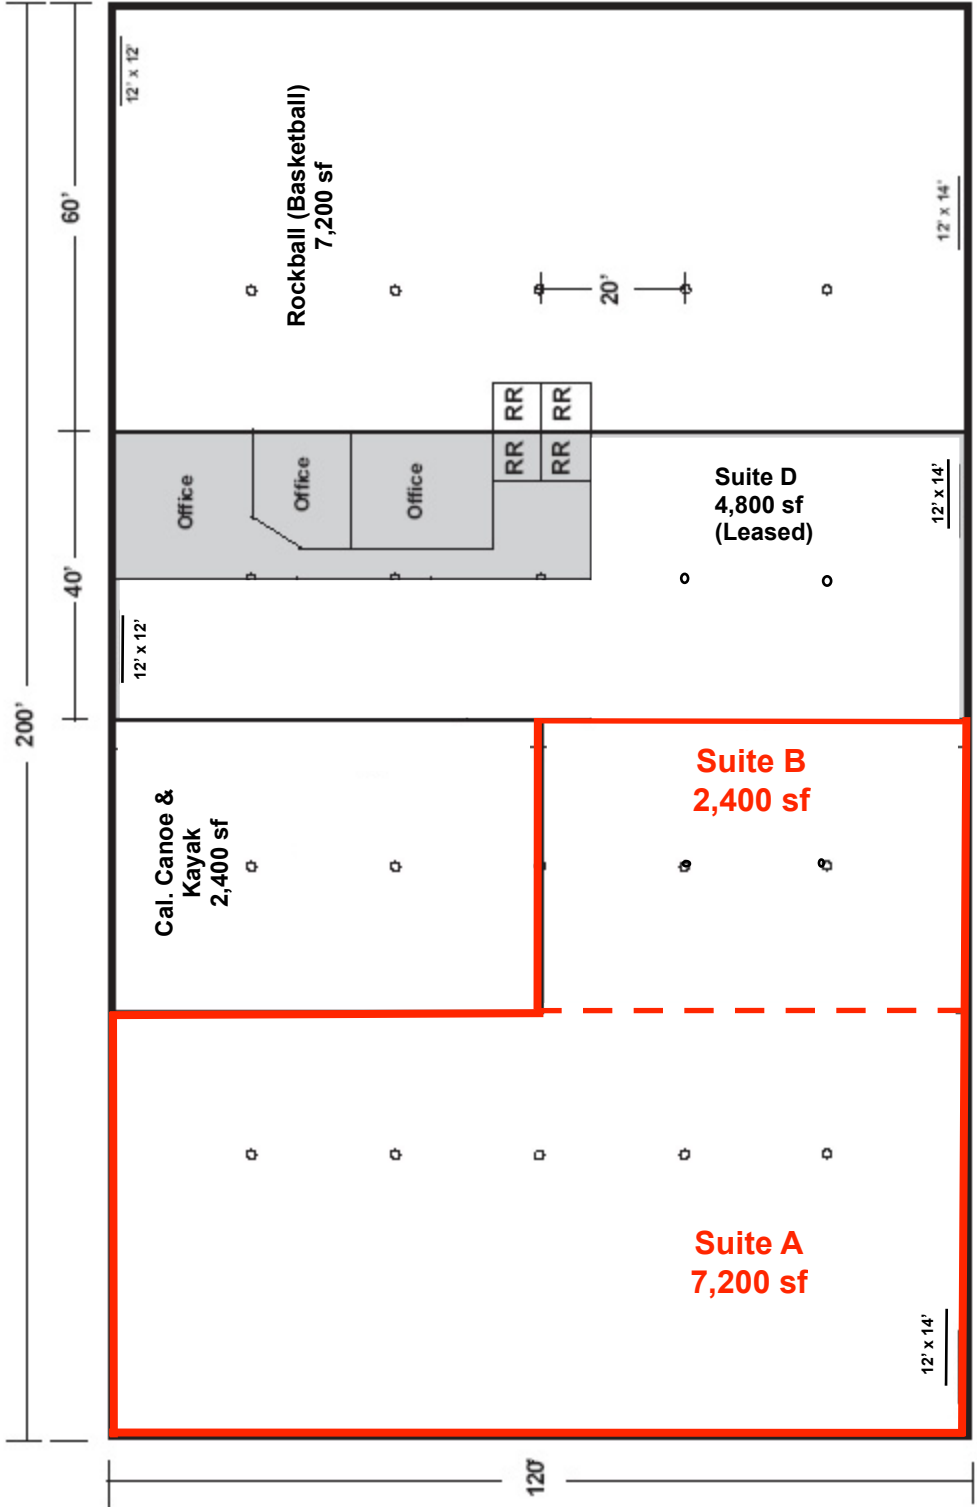 12' x 12'
60'
Rockball (Basketball)
7,200 sf
12' x 14'
20'
RR
RR
RR
RR
Office
Office
Office
Suite D
4,800 sf
(Leased)
12' x 14'
40'
12' x 12'
200'
Suite B
2,400 sf
Cal. Canoe &
Kayak
2,400 sf
Suite A
7,200 sf
12' x 14'
120'